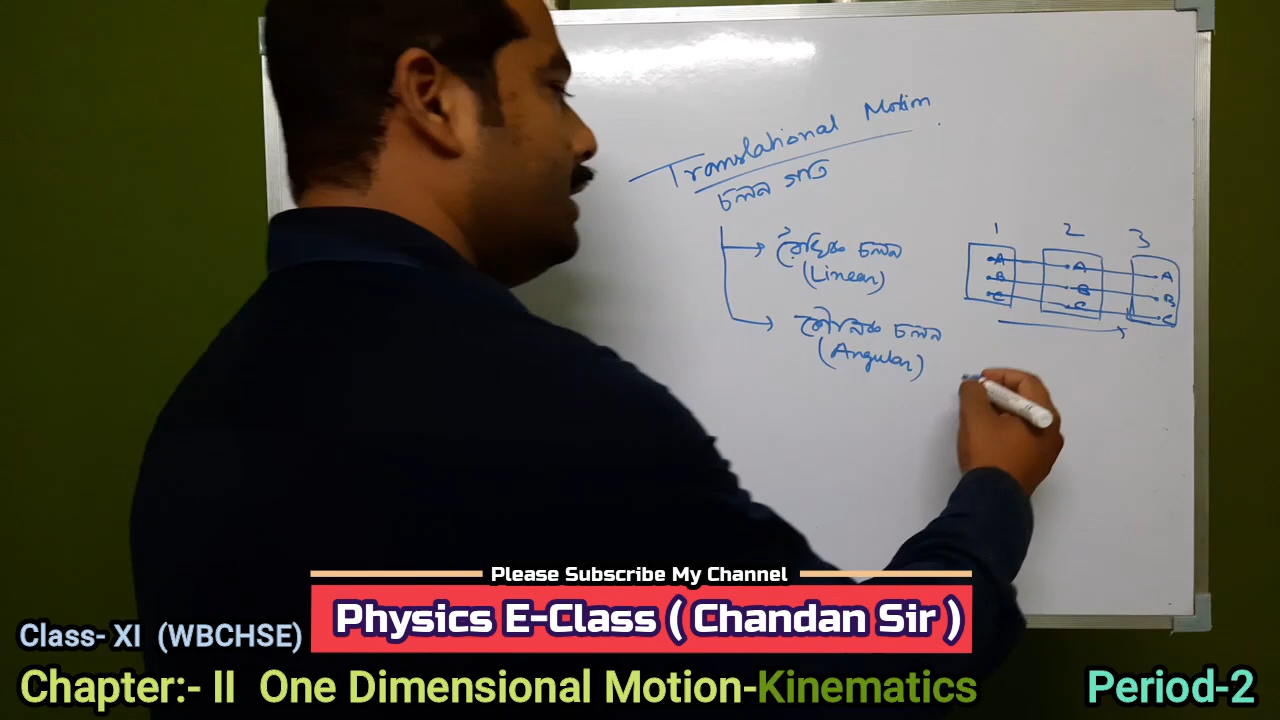 Translational Motion
চলন গতি
রৈখিক চলন
(Linear)
কৌনিক চলন
(Angular)
1 2 3
A A A
B B B
C C C
Please Subscribe My Channel
Physics E-Class ( Chandan Sir )
Class- XI (WBCHSE)
Chapter:- II One Dimensional Motion-Kinematics
Period-2